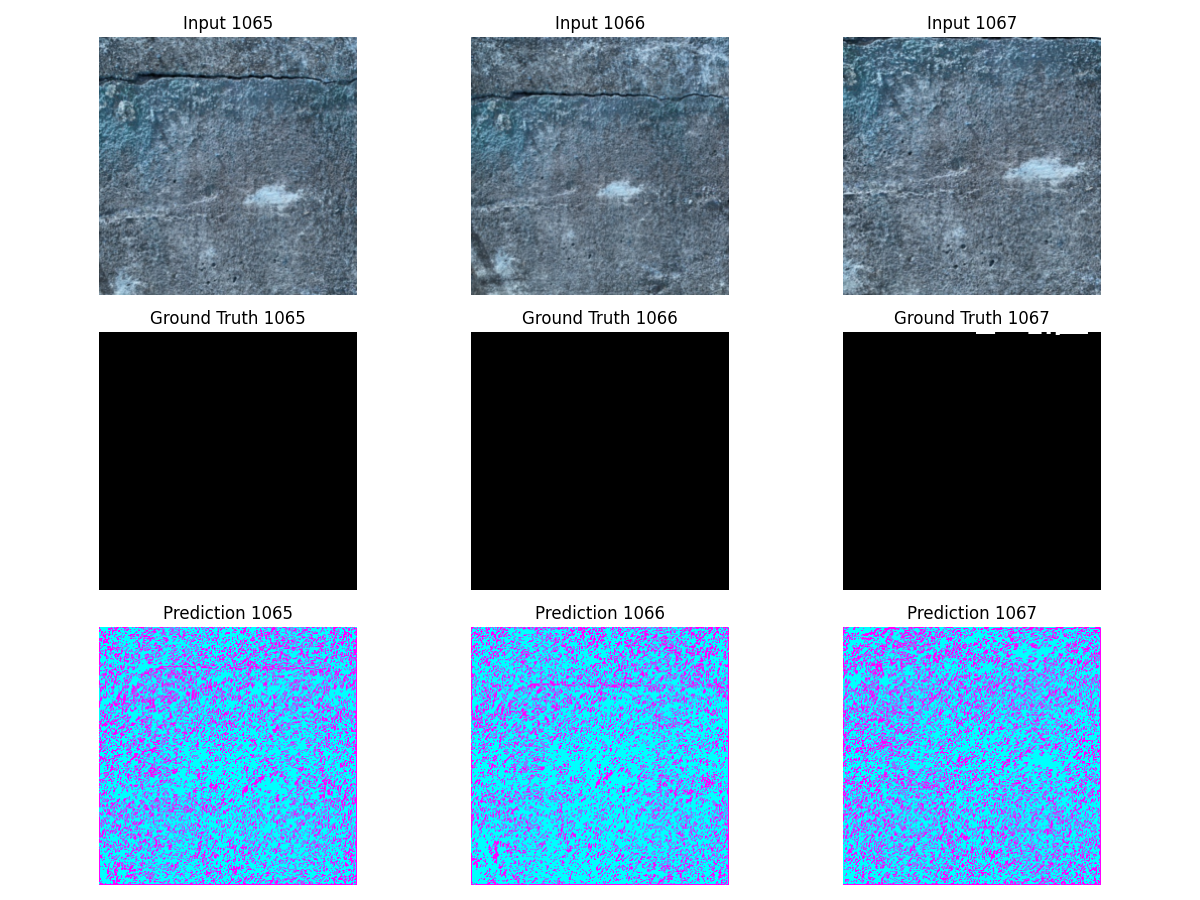 Input 1065
Input 1066
Input 1067
Ground Truth 1065
Ground Truth 1066
Ground Truth 1067
Prediction 1065
Prediction 1066
Prediction 1067